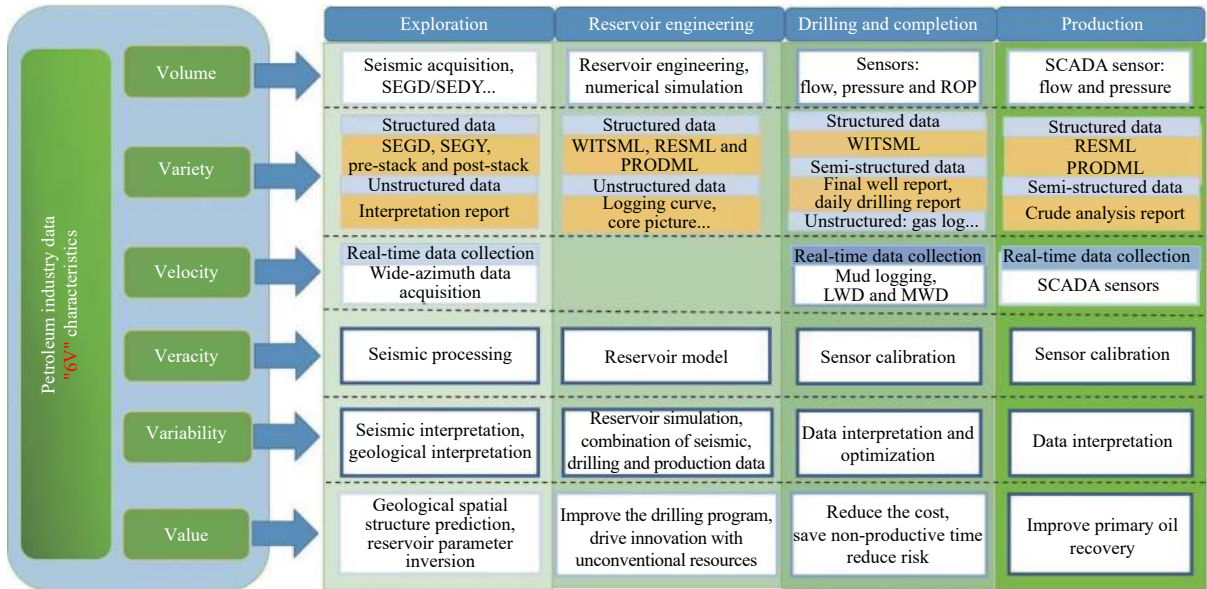 Petroleum industry data
"6V" characteristics
Exploration
Reservoir engineering
Drilling and completion
Production
Volume
Seismic acquisition,
SEGD/SEDY...
Reservoir engineering,
numerical simulation
Sensors:
flow, pressure and ROP
SCADA sensor:
flow and pressure
Variety
Structured data
SEGD, SEGY,
pre-stack and post-stack
Unstructured data
Interpretation report
Structured data
WITSML, RESML and
PRODML
Unstructured data
Logging curve,
core picture...
Structured data
WITSML
Semi-structured data
Final well report,
daily drilling report
Unstructured: gas log...
Structured data
RESML
PRODML
Semi-structured data
Crude analysis report
Velocity
Real-time data collection
Wide-azimuth data
acquisition
Real-time data collection
Mud logging,
LWD and MWD
Real-time data collection
SCADA sensors
Veracity
Seismic processing
Reservoir model
Sensor calibration
Sensor calibration
Variability
Seismic interpretation,
geological interpretation
Reservoir simulation,
combination of seismic,
drilling and production data
Data interpretation and
optimization
Data interpretation
Value
Geological spatial
structure prediction,
reservoir parameter
inversion
Improve the drilling program,
drive innovation with
unconventional resources
Reduce the cost,
save non-productive time
reduce risk
Improve primary oil
recovery